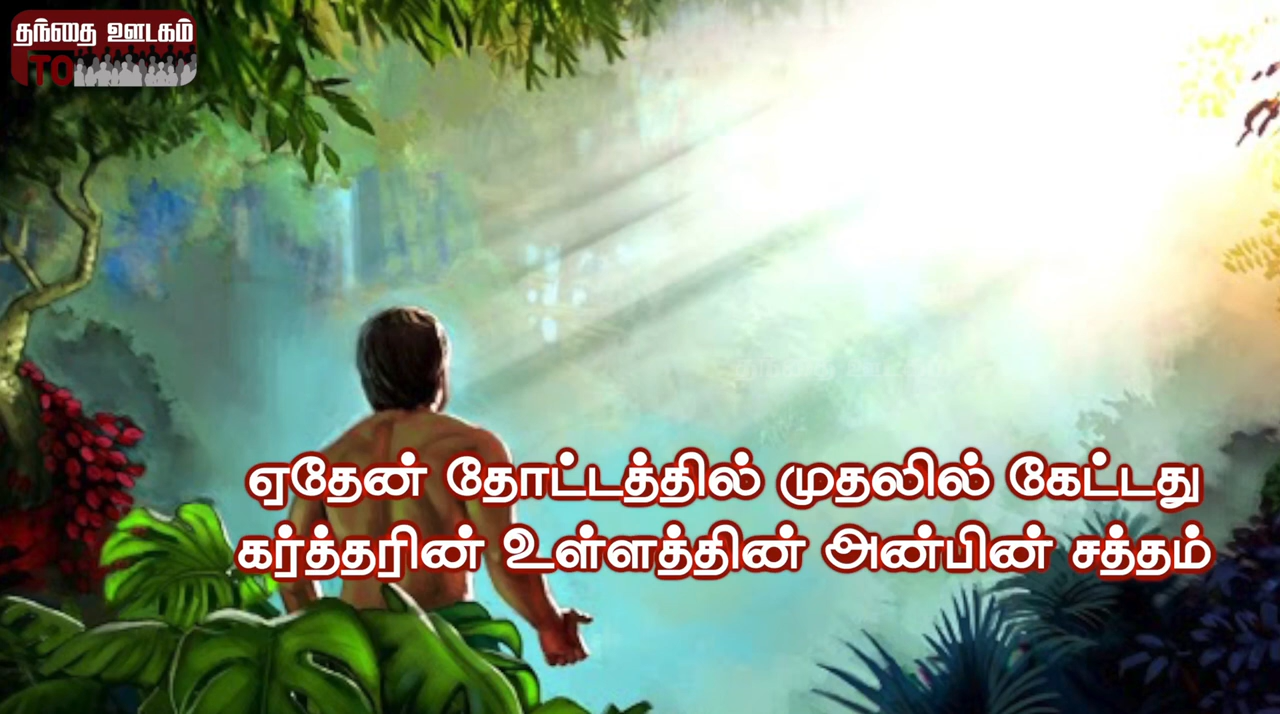 தந்தை ஊடகம்
TO
ஏதேன் தோட்டத்தில் முதலில் கேட்டது
கர்த்தரின் உள்ளத்தின் அன்பின் சத்தம்